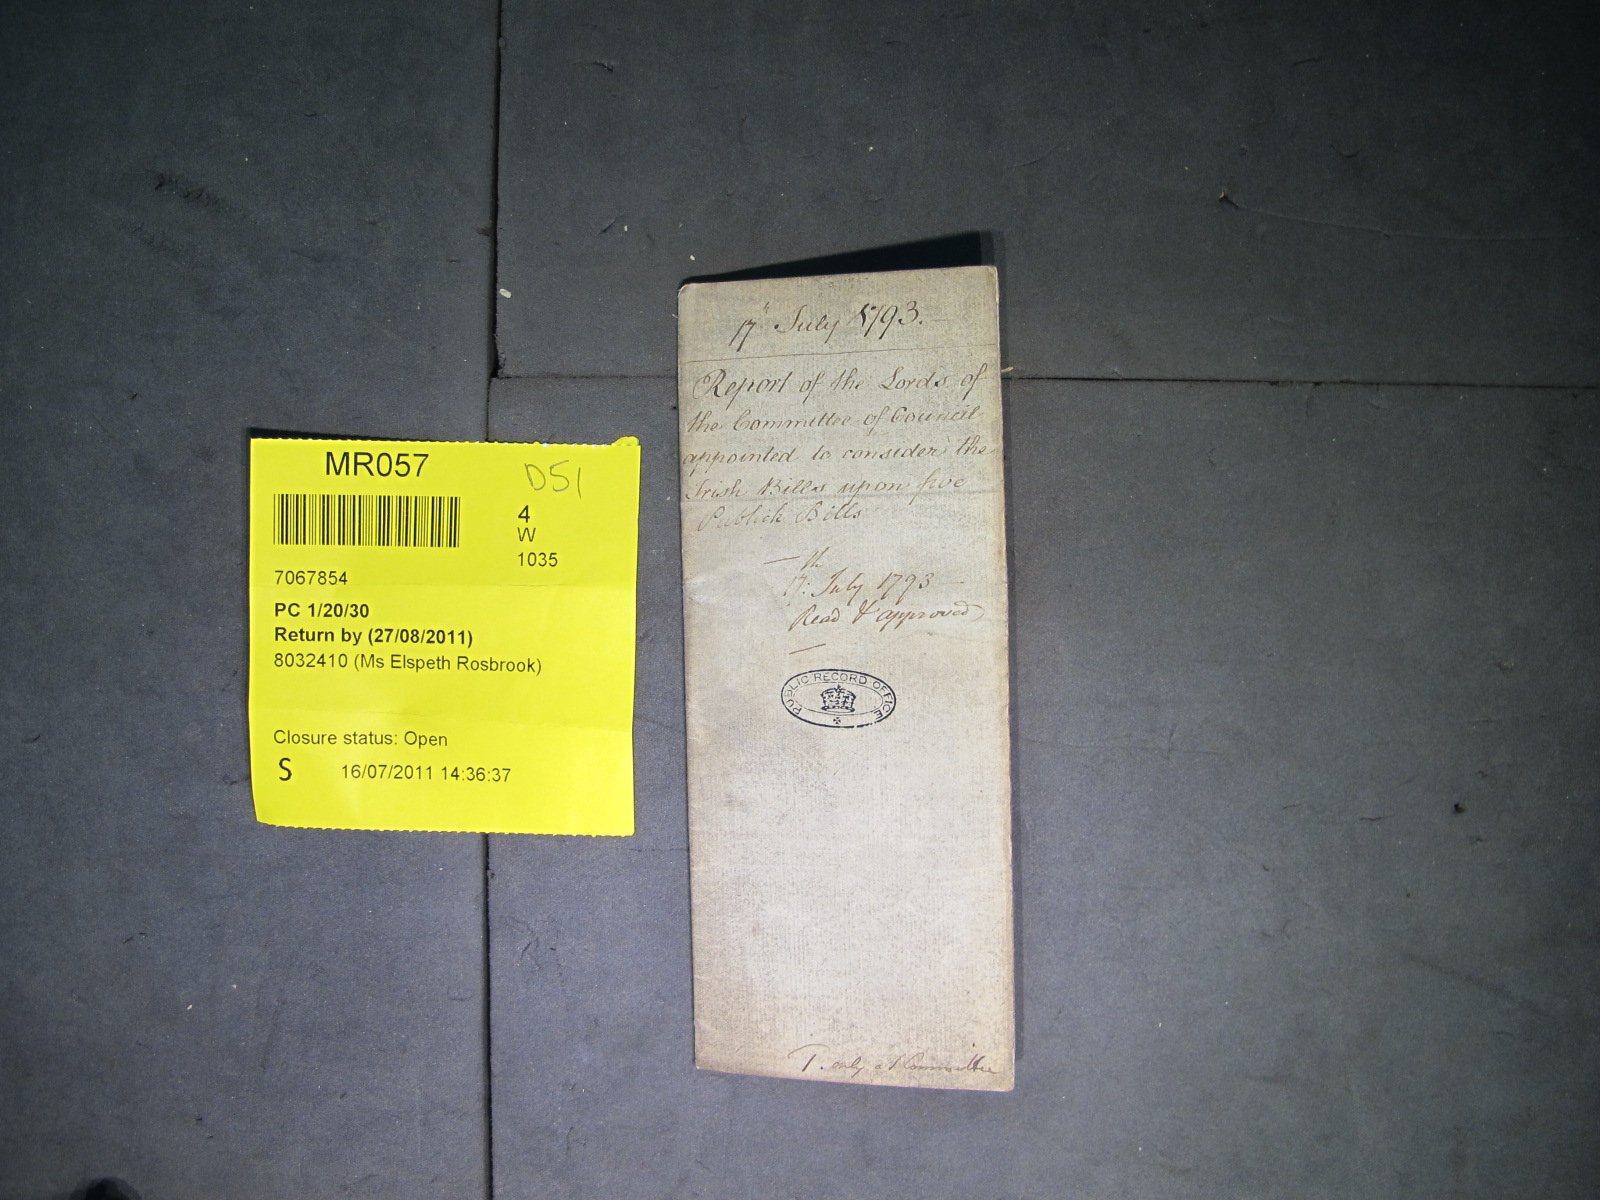 MR057
D51
4
W
1035
7067854
PC 1/20/30
Return by (27/08/2011)
8032410 (Ms Elspeth Rosbrook)
Closure status: Open
S 16/07/2011 14:36:37
17th July 1793.
Report of the Lords of
the Committee of Council
appointed to consider the
Irish Bills upon five
Publick Bills
17th July 1793
Read & approved
PUBLIC RECORD OFFICE
only a Committee